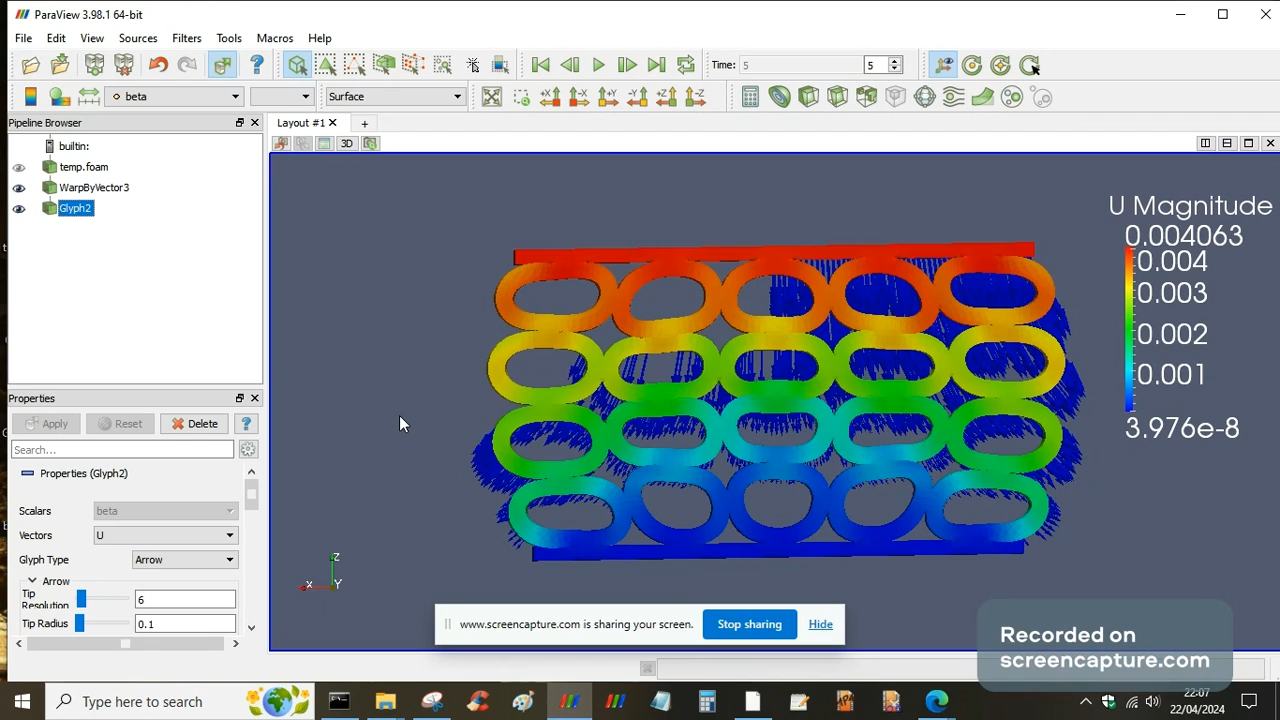 ParaView 3.98.1 64-bit
File Edit View Sources Filters Tools Macros Help
Time: 5 5
beta Surface
Pipeline Browser
Layout #1
3D
builtin:
temp.foam
WarpByVector3
Glyph2
U Magnitude
0.004063
0.004
0.003
0.002
0.001
3.976e-8
Properties
Apply Reset Delete ?
Search...
Properties (Glyph2)
Scalars beta
Vectors U
Glyph Type Arrow
Arrow
Tip Resolution 6
Tip Radius 0.1
X Z Y
www.screencapture.com is sharing your screen. Stop sharing Hide
Recorded on
screencapture.com
Type here to search
22:07
22/04/2024